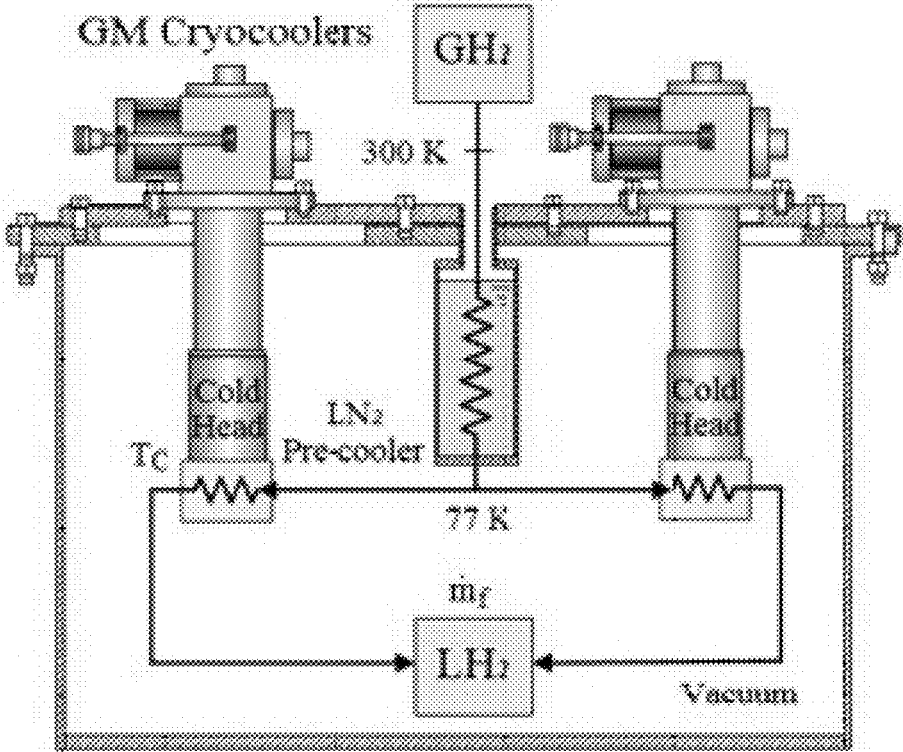 GM Cryocoolers
GH₂
300 K
Cold
Head
Cold
Head
LN₂
Pre-cooler
T_C
77 K
ṁ_f
LH₂
Vacuum